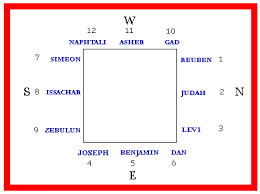 W
12 11 10
NAPHTALI ASHER GAD
7 SIMEON REUBEN 1
S 8 ISSACHAR JUDAH 2 N
9 ZEBULUN LEVI 3
JOSEPH BENJAMIN DAN
4 5 6
E